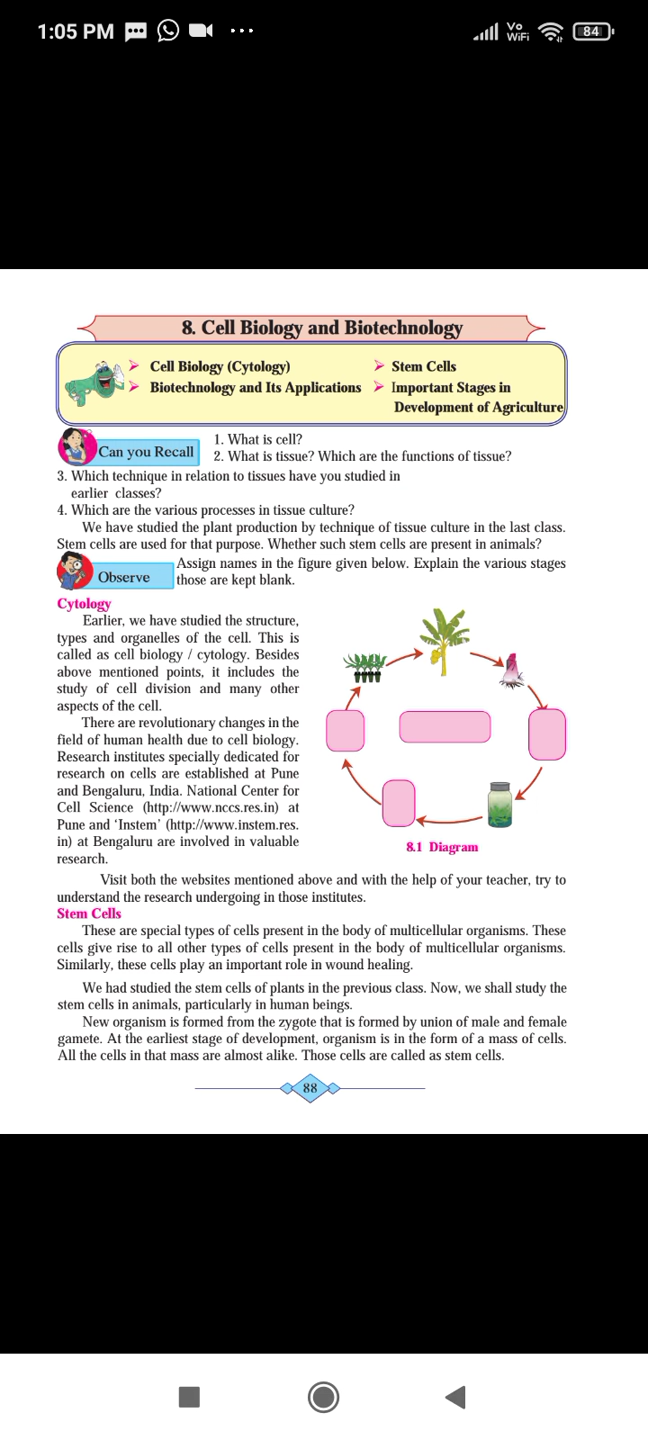 1:05 PM
Vo
WiFi
84
8. Cell Biology and Biotechnology
➢ Cell Biology (Cytology)
➢ Stem Cells
➢ Biotechnology and Its Applications
➢ Important Stages in
Development of Agriculture
Can you Recall
1. What is cell?
2. What is tissue? Which are the functions of tissue?
3. Which technique in relation to tissues have you studied in
earlier classes?
4. Which are the various processes in tissue culture?
We have studied the plant production by technique of tissue culture in the last class.
Stem cells are used for that purpose. Whether such stem cells are present in animals?
Observe
Assign names in the figure given below. Explain the various stages
those are kept blank.
Cytology
Earlier, we have studied the structure,
types and organelles of the cell. This is
called as cell biology / cytology. Besides
above mentioned points, it includes the
study of cell division and many other
aspects of the cell.
There are revolutionary changes in the
field of human health due to cell biology.
Research institutes specially dedicated for
research on cells are established at Pune
and Bengaluru, India. National Center for
Cell Science (http://www.nccs.res.in) at
Pune and ‘Instem’ (http://www.instem.res.
in) at Bengaluru are involved in valuable
research.
8.1 Diagram
Visit both the websites mentioned above and with the help of your teacher, try to
understand the research undergoing in those institutes.
Stem Cells
These are special types of cells present in the body of multicellular organisms. These
cells give rise to all other types of cells present in the body of multicellular organisms.
Similarly, these cells play an important role in wound healing.
We had studied the stem cells of plants in the previous class. Now, we shall study the
stem cells in animals, particularly in human beings.
New organism is formed from the zygote that is formed by union of male and female
gamete. At the earliest stage of development, organism is in the form of a mass of cells.
All the cells in that mass are almost alike. Those cells are called as stem cells.
88